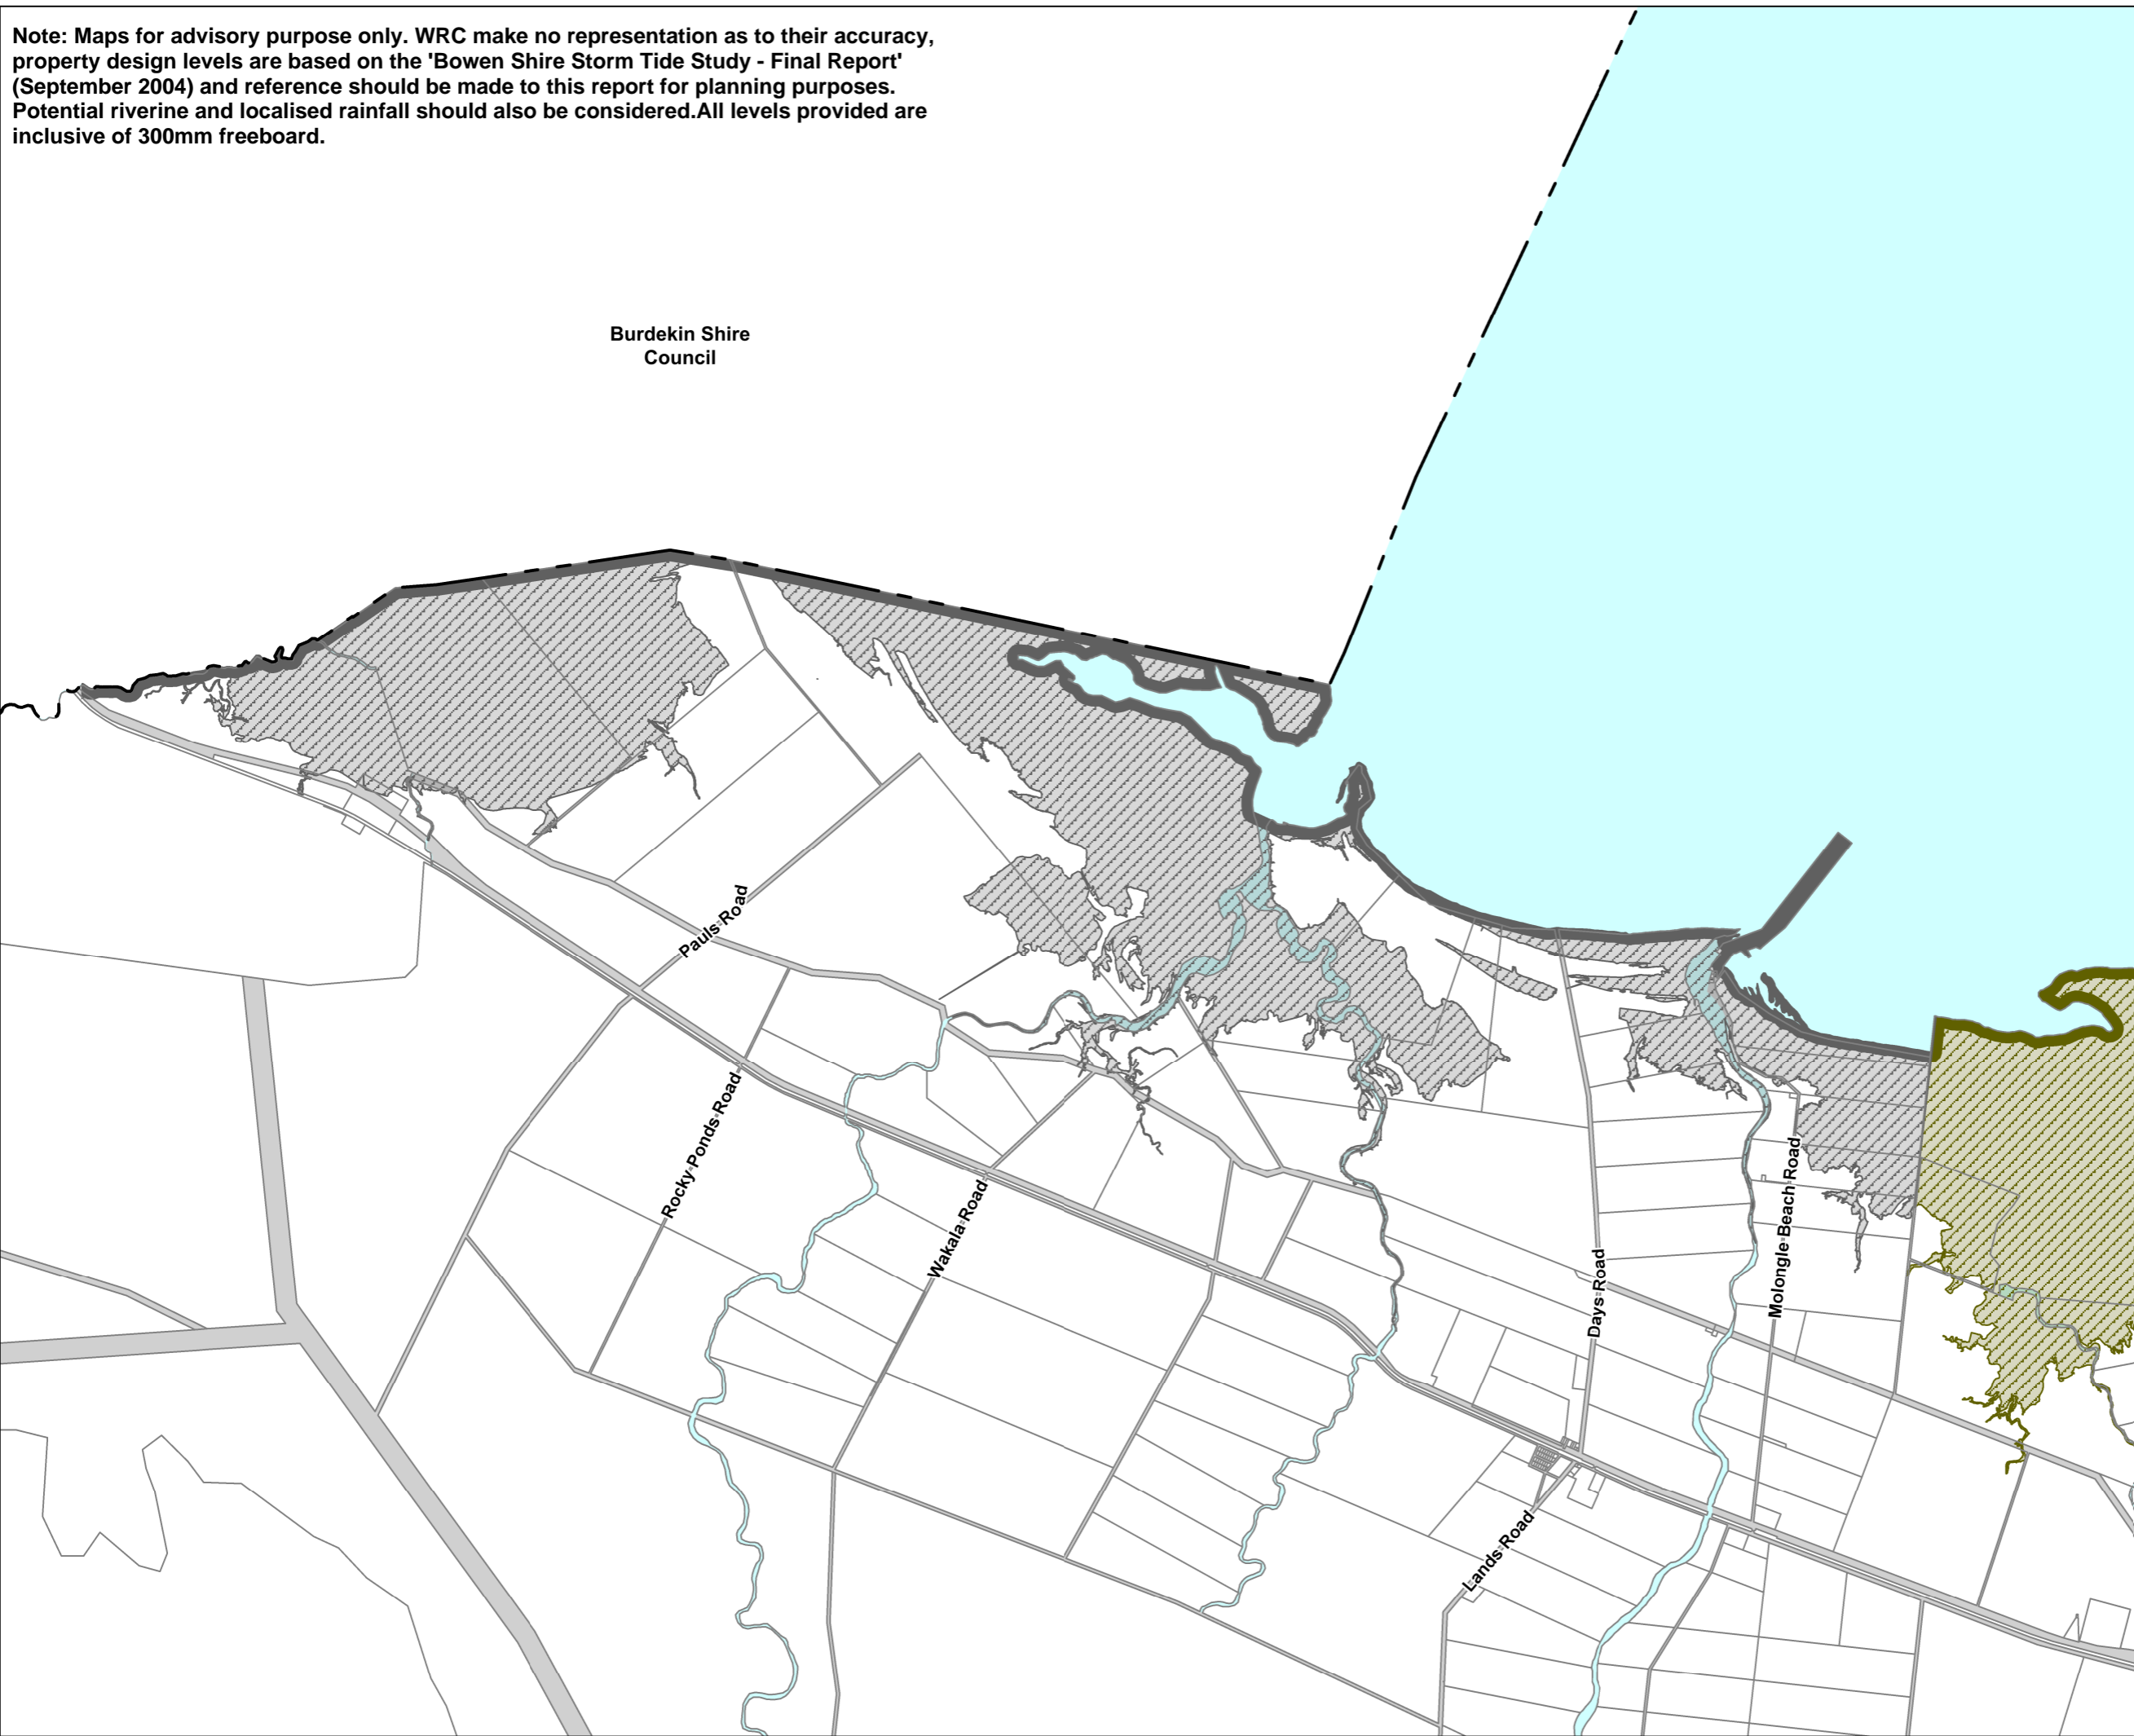 Note: Maps for advisory purpose only. WRC make no representation as to their accuracy,
property design levels are based on the 'Bowen Shire Storm Tide Study - Final Report'
(September 2004) and reference should be made to this report for planning purposes.
Potential riverine and localised rainfall should also be considered.All levels provided are
inclusive of 300mm freeboard.
Burdekin Shire
Council
Pauls Road
Rocky Ponds Road
Wakala Road
Days Road
Molongle Beach Road
Lands Road